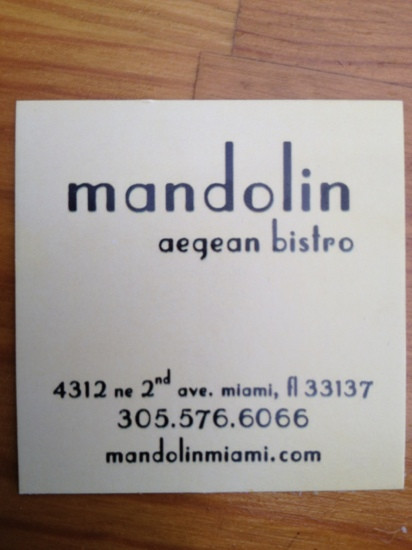 mandolin
aegean bistro
4312 ne 2nd ave. miami, fl 33137
305.576.6066
mandolinmiami.com